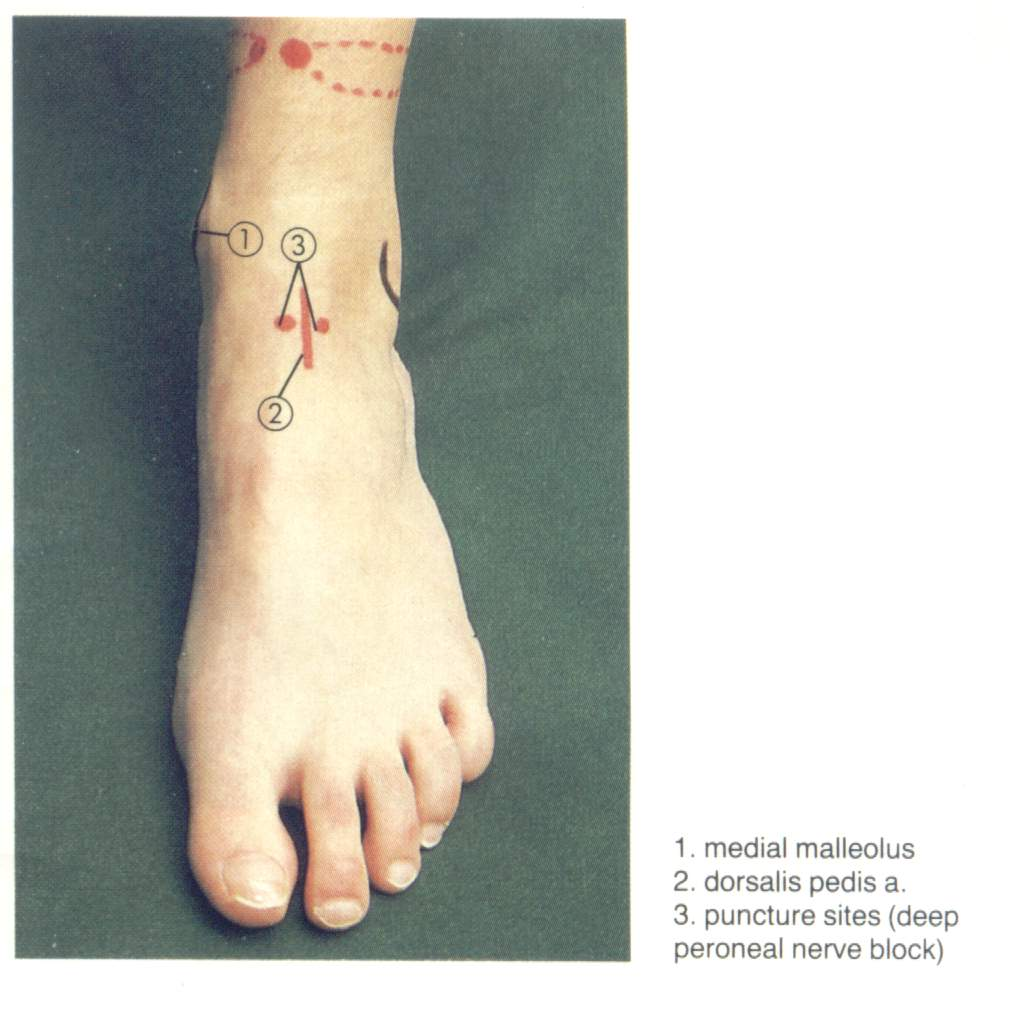 1
3
2
1. medial malleolus
2. dorsalis pedis a.
3. puncture sites (deep
peroneal nerve block)